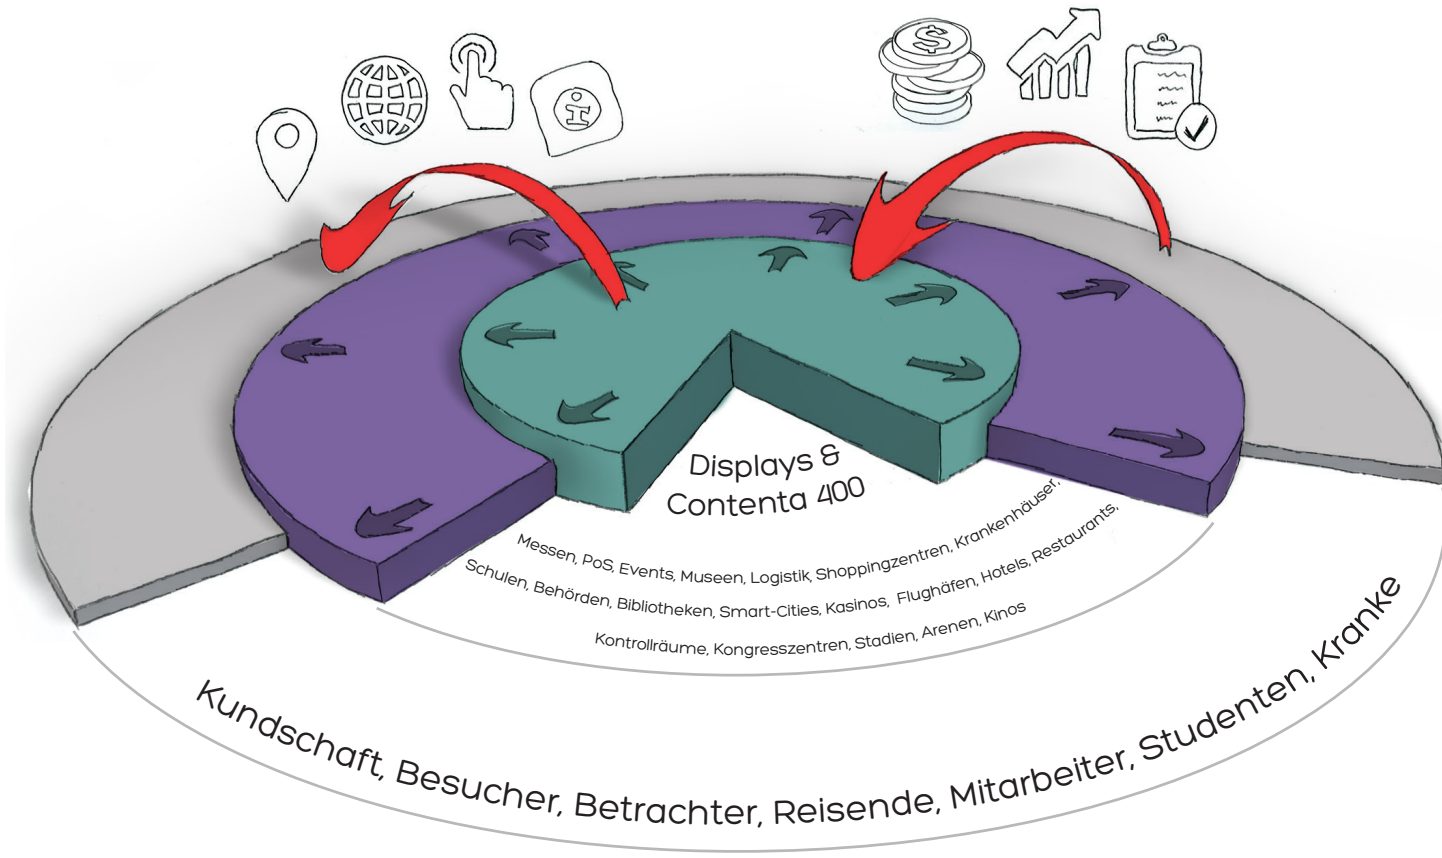 Displays &
Contenta 400
Messen, PoS, Events, Museen, Logistik, Shoppingzentren, Krankenhäuser,
Schulen, Behörden, Bibliotheken, Smart-Cities, Kasinos, Flughäfen, Hotels, Restaurants,
Kontrollräume, Kongresszentren, Stadien, Arenen, Kinos
Kundschaft, Besucher, Betrachter, Reisende, Mitarbeiter, Studenten, Kranke